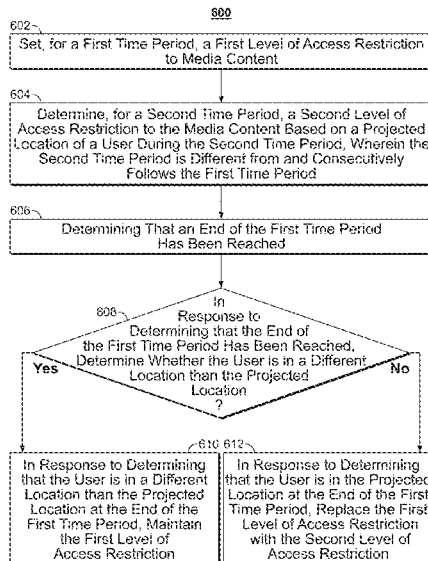 600
602
Set, for a First Time Period, a First Level of Access Restriction
to Media Content
604
Determine, for a Second Time Period, a Second Level of
Access Restriction to the Media Content Based on a Projected
Location of a User During the Second Time Period, Wherein the
Second Time Period is Different from and Consecutively
Follows the First Time Period
606
Determining That an End of the First Time Period
Has Been Reached
608
In
Response to
Determining that the End of
the First Time Period Has Been Reached,
Determine Whether the User is in a Different
Location than the Projected
Location
?
Yes
No
610
In Response to Determining
that the User is in a Different
Location than the Projected
Location at the End of the
First Time Period, Maintain
the First Level of
Access Restriction
612
In Response to Determining
that the User is in the Projected
Location at the End of the First
Time Period, Replace the First
Level of Access Restriction
with the Second Level of
Access Restriction